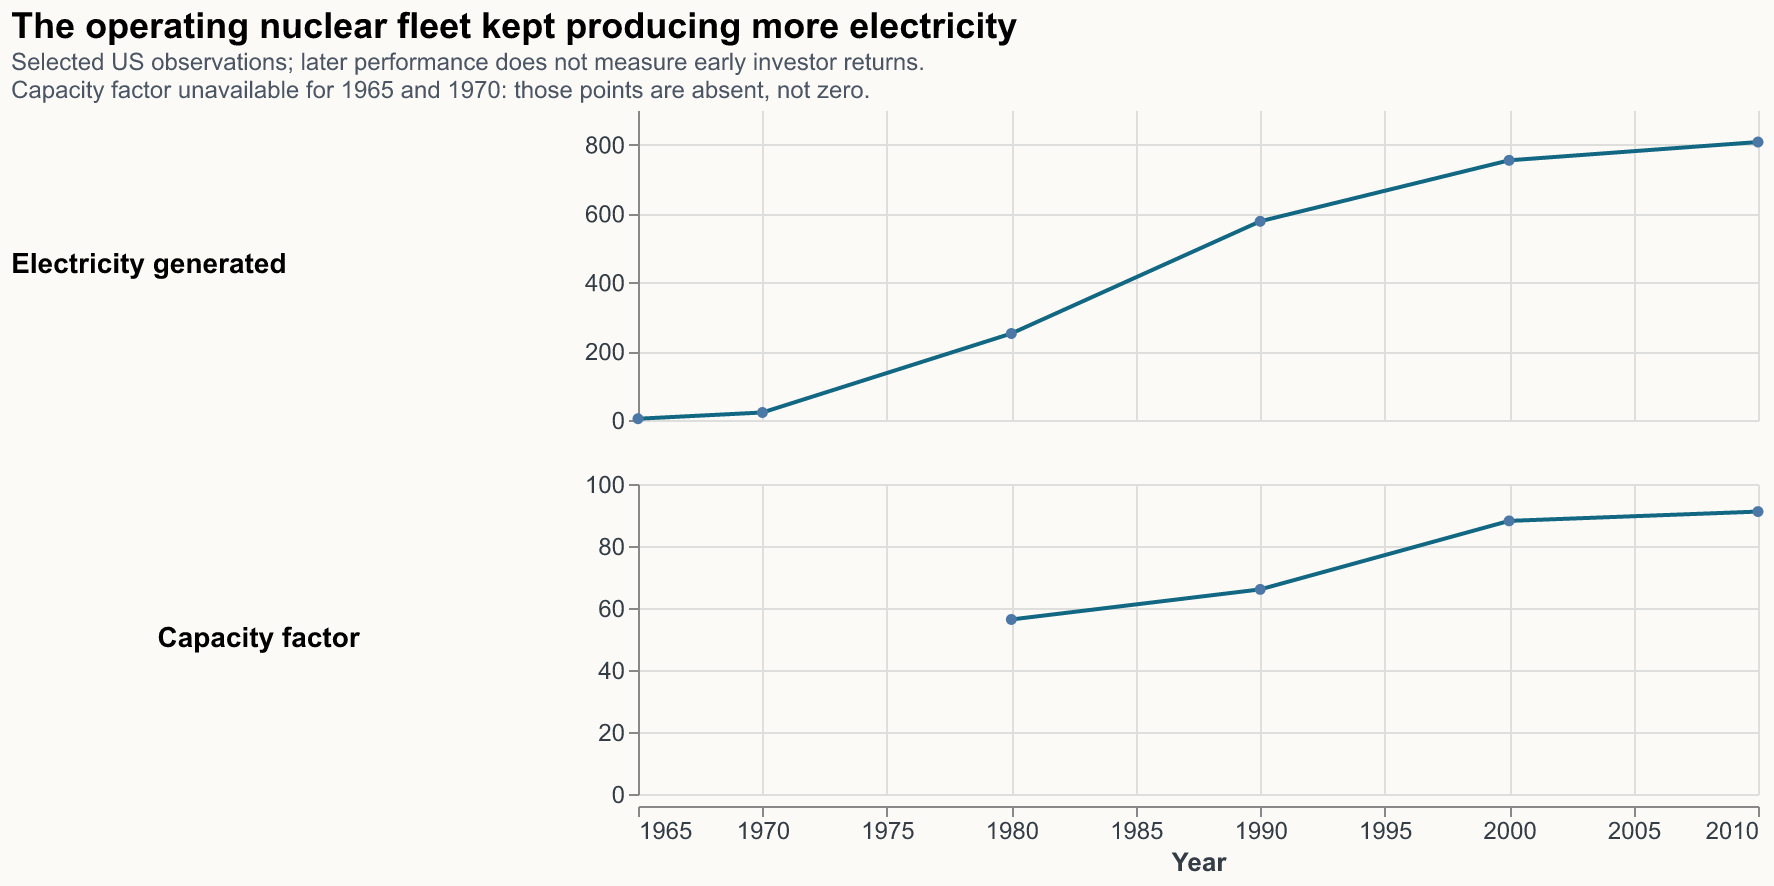 The operating nuclear fleet kept producing more electricity
Selected US observations; later performance does not measure early investor returns.
Capacity factor unavailable for 1965 and 1970: those points are absent, not zero.
Electricity generated
800
600
400
200
0
Capacity factor
100
80
60
40
20
0
1965 1970 1975 1980 1985 1990 1995 2000 2005 2010
Year